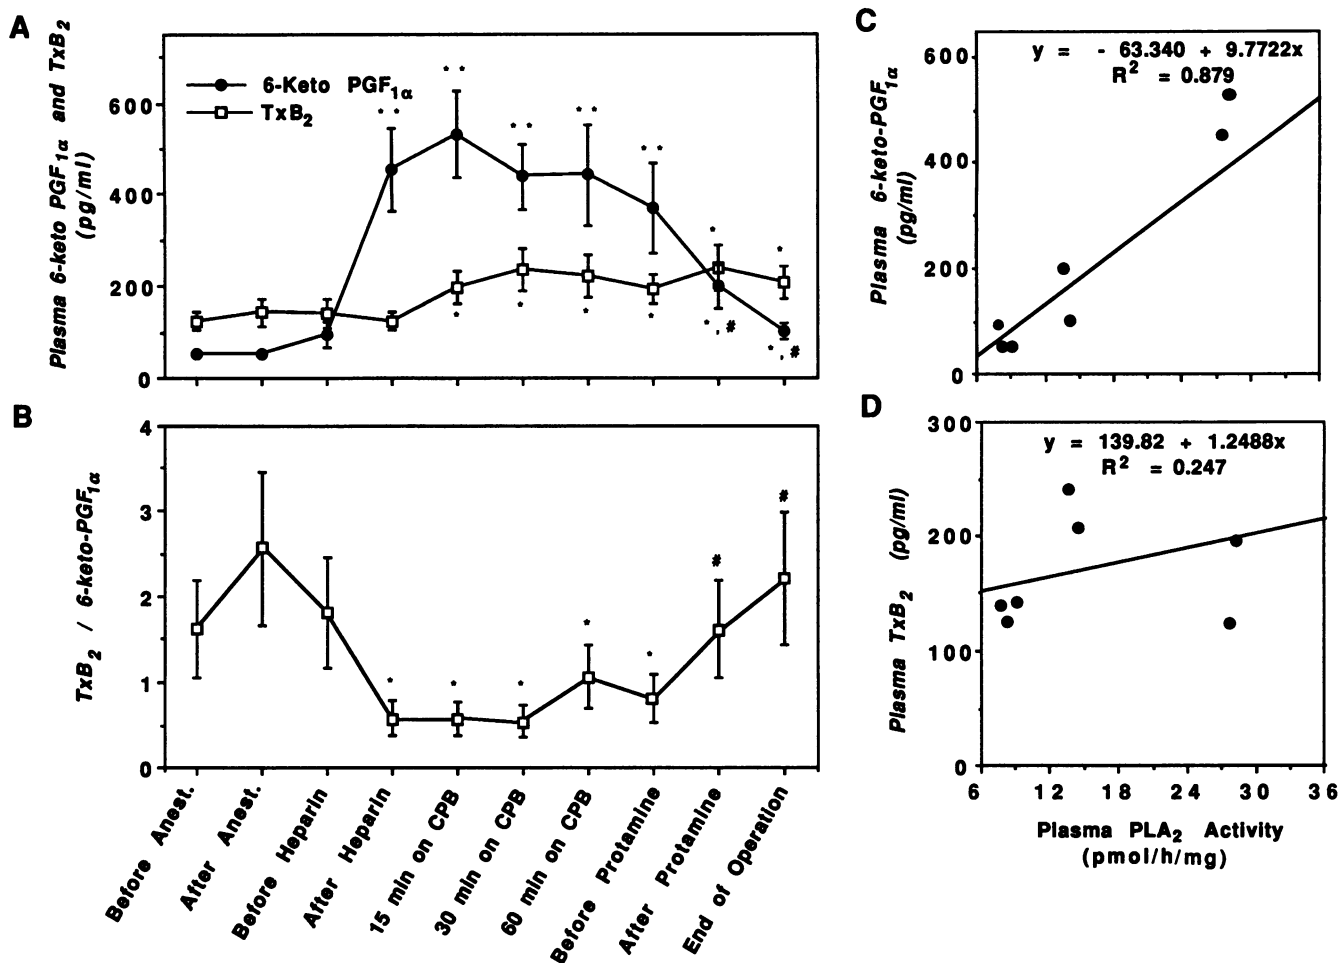 A
Plasma 6-keto PGF1α and TxB2
(pg/ml)
6-Keto PGF1α
TxB2
600
400
200
0
* *
* *
* *
* *
* *
*
*
*
*
*
*
*, #
*, #
B
TxB2 / 6-keto-PGF1α
4
3
2
1
0
*
*
*
*
*
#
#
Before Anest.
After Anest.
Before Heparin
After Heparin
15 min on CPB
30 min on CPB
60 min on CPB
Before Protamine
After Protamine
End of Operation
C
Plasma 6-keto-PGF1α
(pg/ml)
y = - 63.340 + 9.7722x
R² = 0.879
600
400
200
0
D
Plasma TxB2 (pg/ml)
y = 139.82 + 1.2488x
R² = 0.247
300
200
100
0
6 12 18 24 30 36
Plasma PLA2 Activity
(pmol/h/mg)